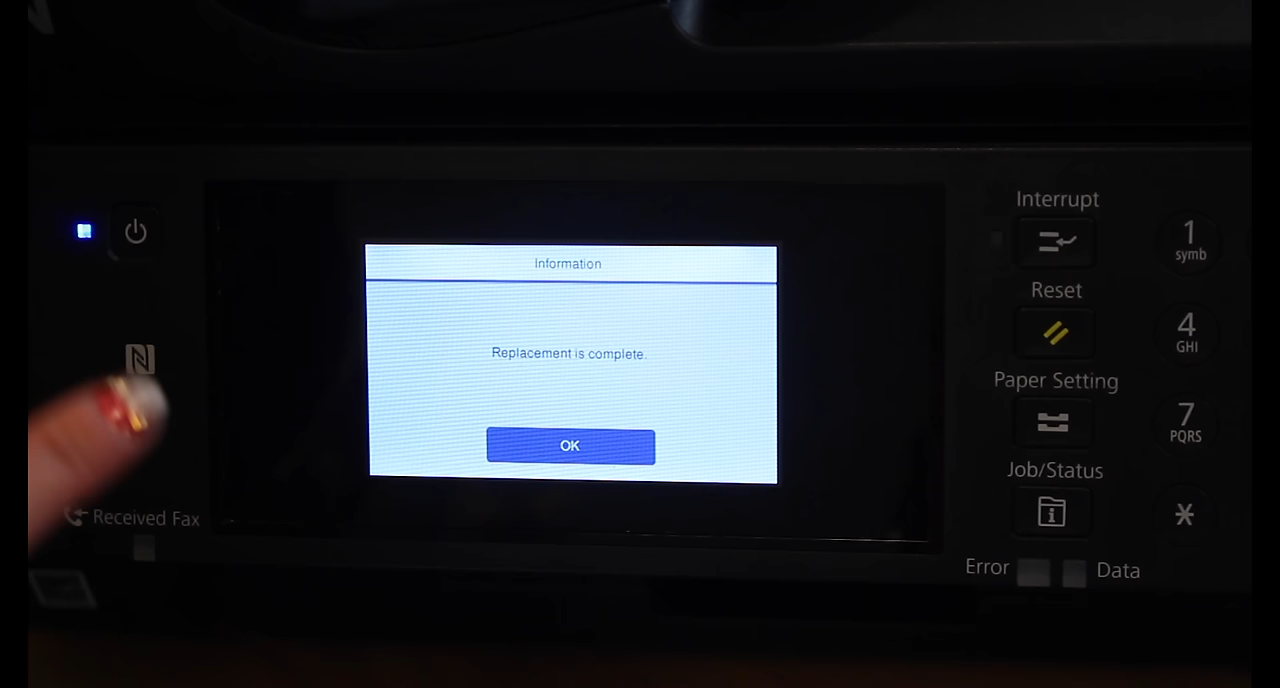 Information
Replacement is complete.
OK
Received Fax
Interrupt
Reset
Paper Setting
Job/Status
Error
Data
1
symb
4
GHI
7
PQRS
*